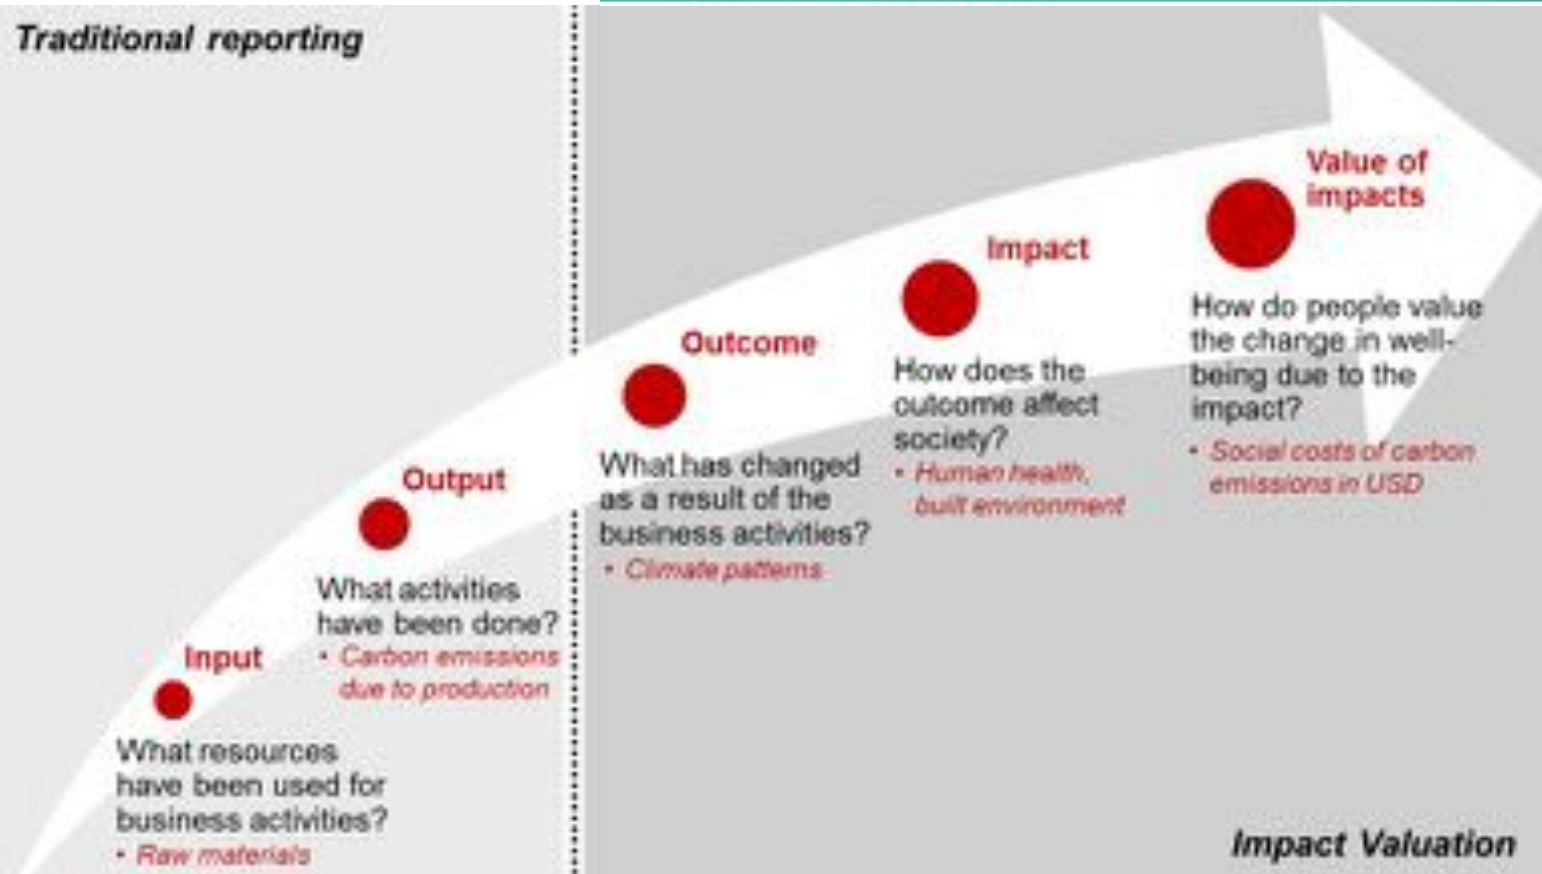 Traditional reporting
Input
What resources
have been used for
business activities?
• Raw materials
Output
What activities
have been done?
• Carbon emissions
due to production
Outcome
What has changed
as a result of the
business activities?
• Climate patterns
Impact
How does the
outcome affect
society?
• Human health,
built environment
Value of
impacts
How do people value
the change in well-
being due to the
impact?
• Social costs of carbon
emissions in USD
Impact Valuation